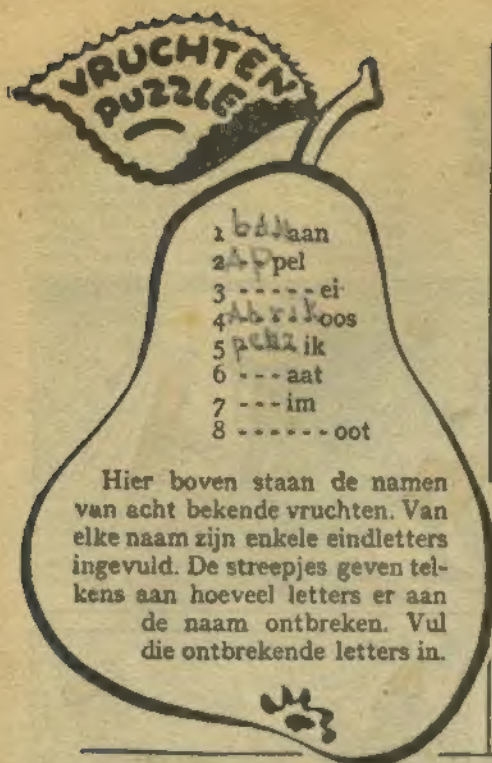 VRUCHTEN
PUZZLE
1 banaan
2 Appel
3 - - - - - ei
4 Abrikoos
5 perzik
6 - - - aat
7 - - - im
8 - - - - - - oot
Hier boven staan de namen
van acht bekende vruchten. Van
elke naam zijn enkele eindletters
ingevuld. De streepjes geven tel-
kens aan hoeveel letters er aan
de naam ontbreken. Vul
die ontbrekende letters in.